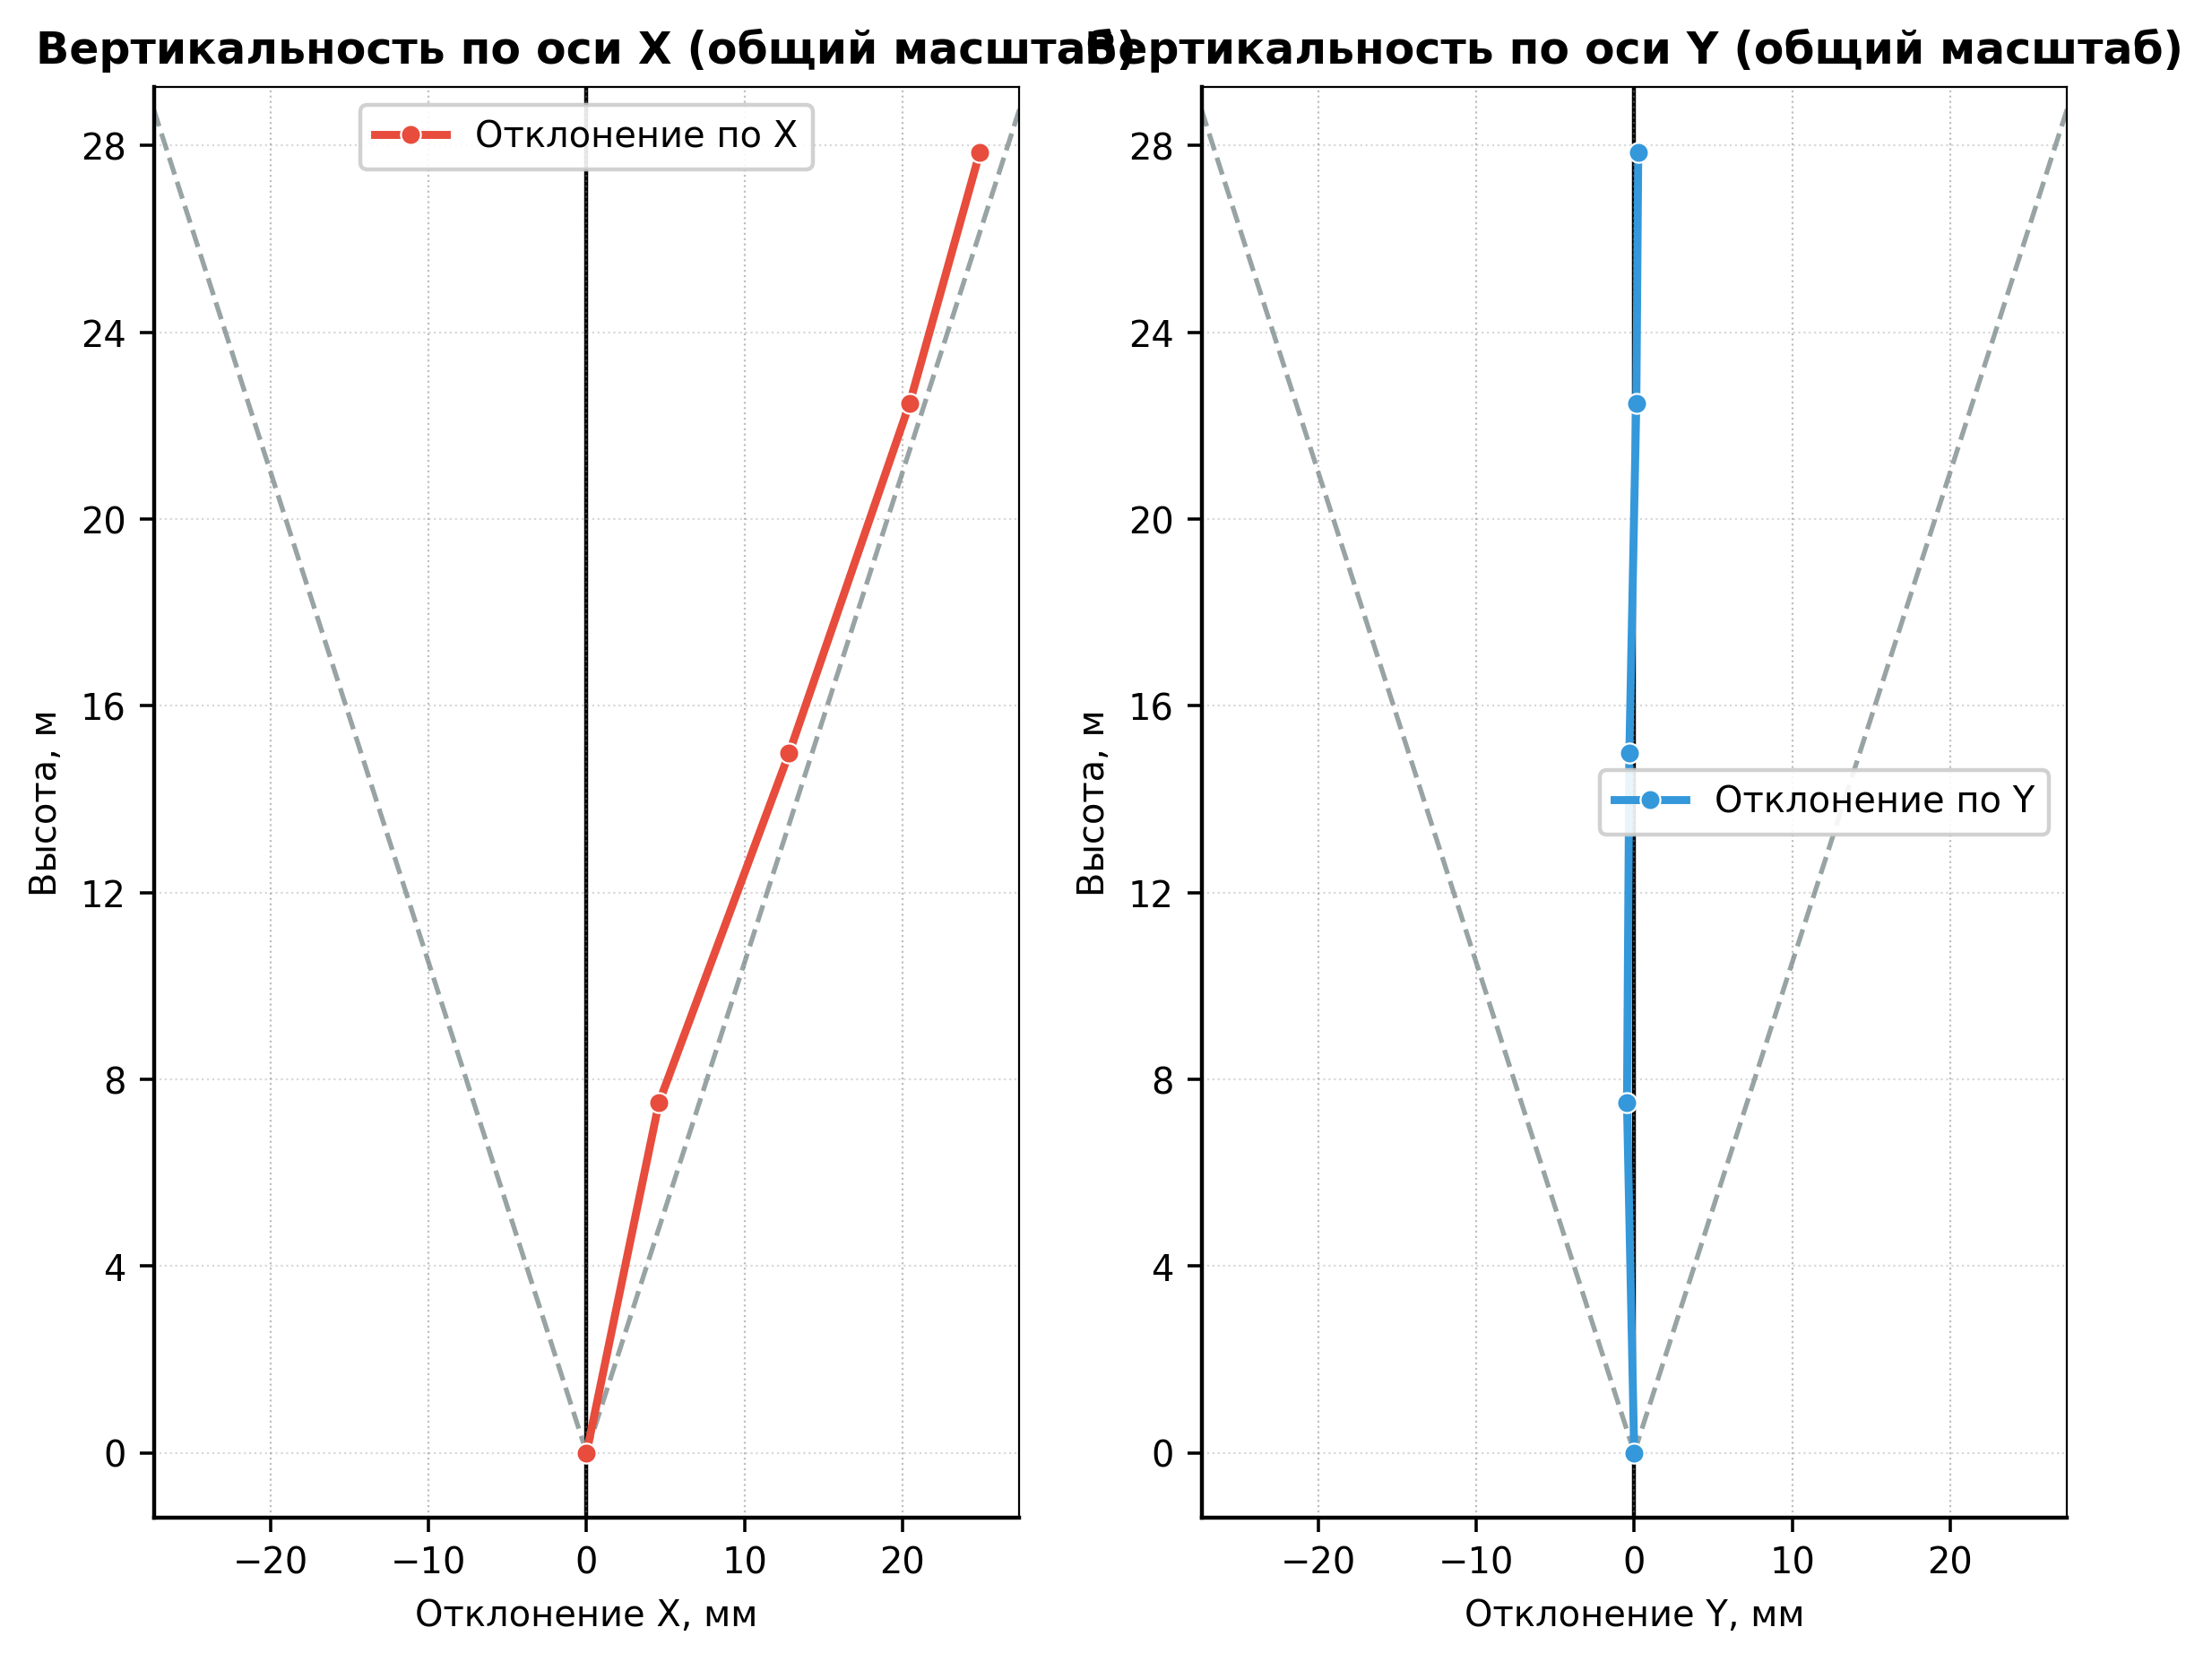 Вертикальность по оси X (общий масштаб)
Вертикальность по оси Y (общий масштаб)
Отклонение по X
28
24
20
16
12
8
4
0
Высота, м
−20 −10 0 10 20
Отклонение X, мм
28
24
20
16
12
8
4
0
Высота, м
Отклонение по Y
−20 −10 0 10 20
Отклонение Y, мм